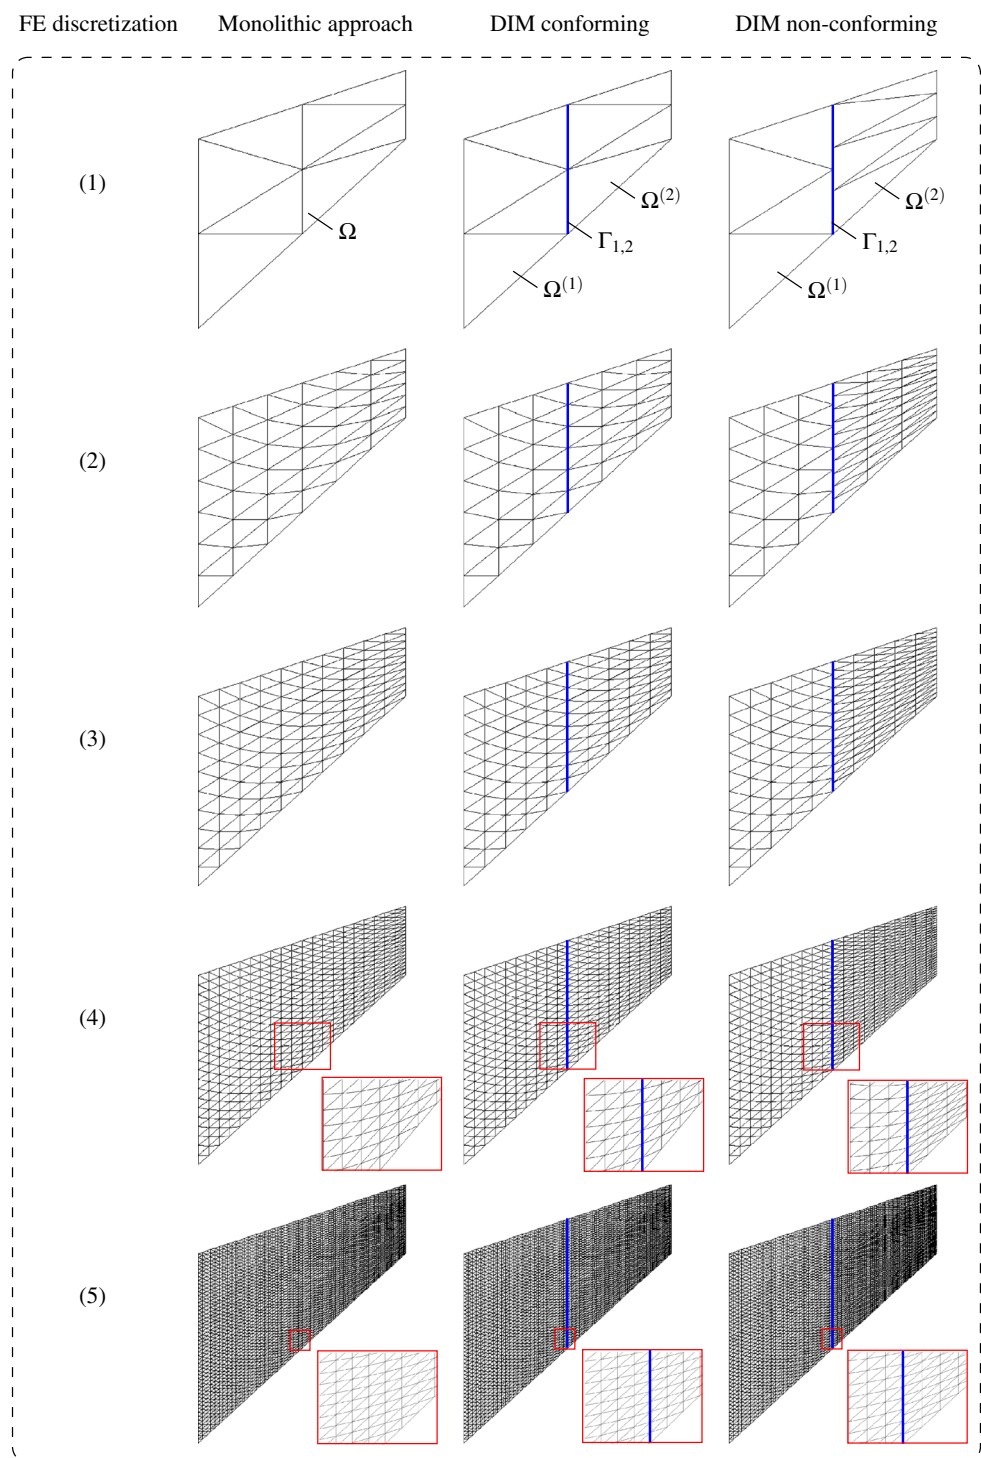 FE discretization Monolithic approach DIM conforming DIM non-conforming
(1)
Ω
Ω(2)
Γ1,2
Ω(1)
Ω(2)
Γ1,2
Ω(1)
(2)
(3)
(4)
(5)